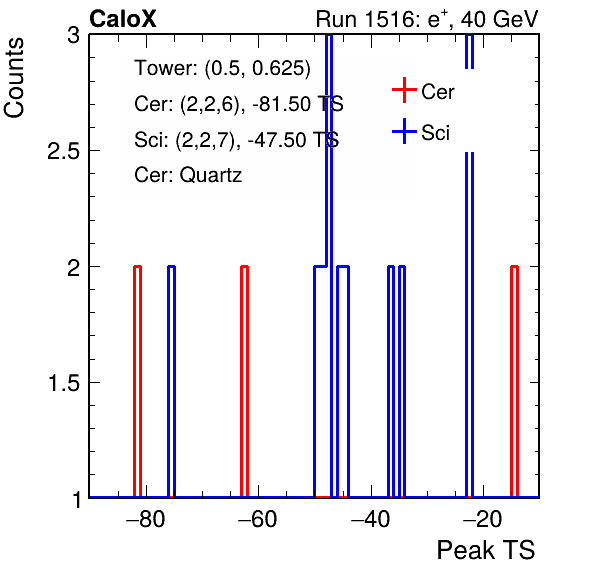 CaloX Run 1516: e⁺, 40 GeV
Counts
3
2.5
2
1.5
1
Tower: (0.5, 0.625)
Cer: (2,2,6), -81.50 TS
Sci: (2,2,7), -47.50 TS
Cer: Quartz
Cer
Sci
−80 −60 −40 −20
Peak TS